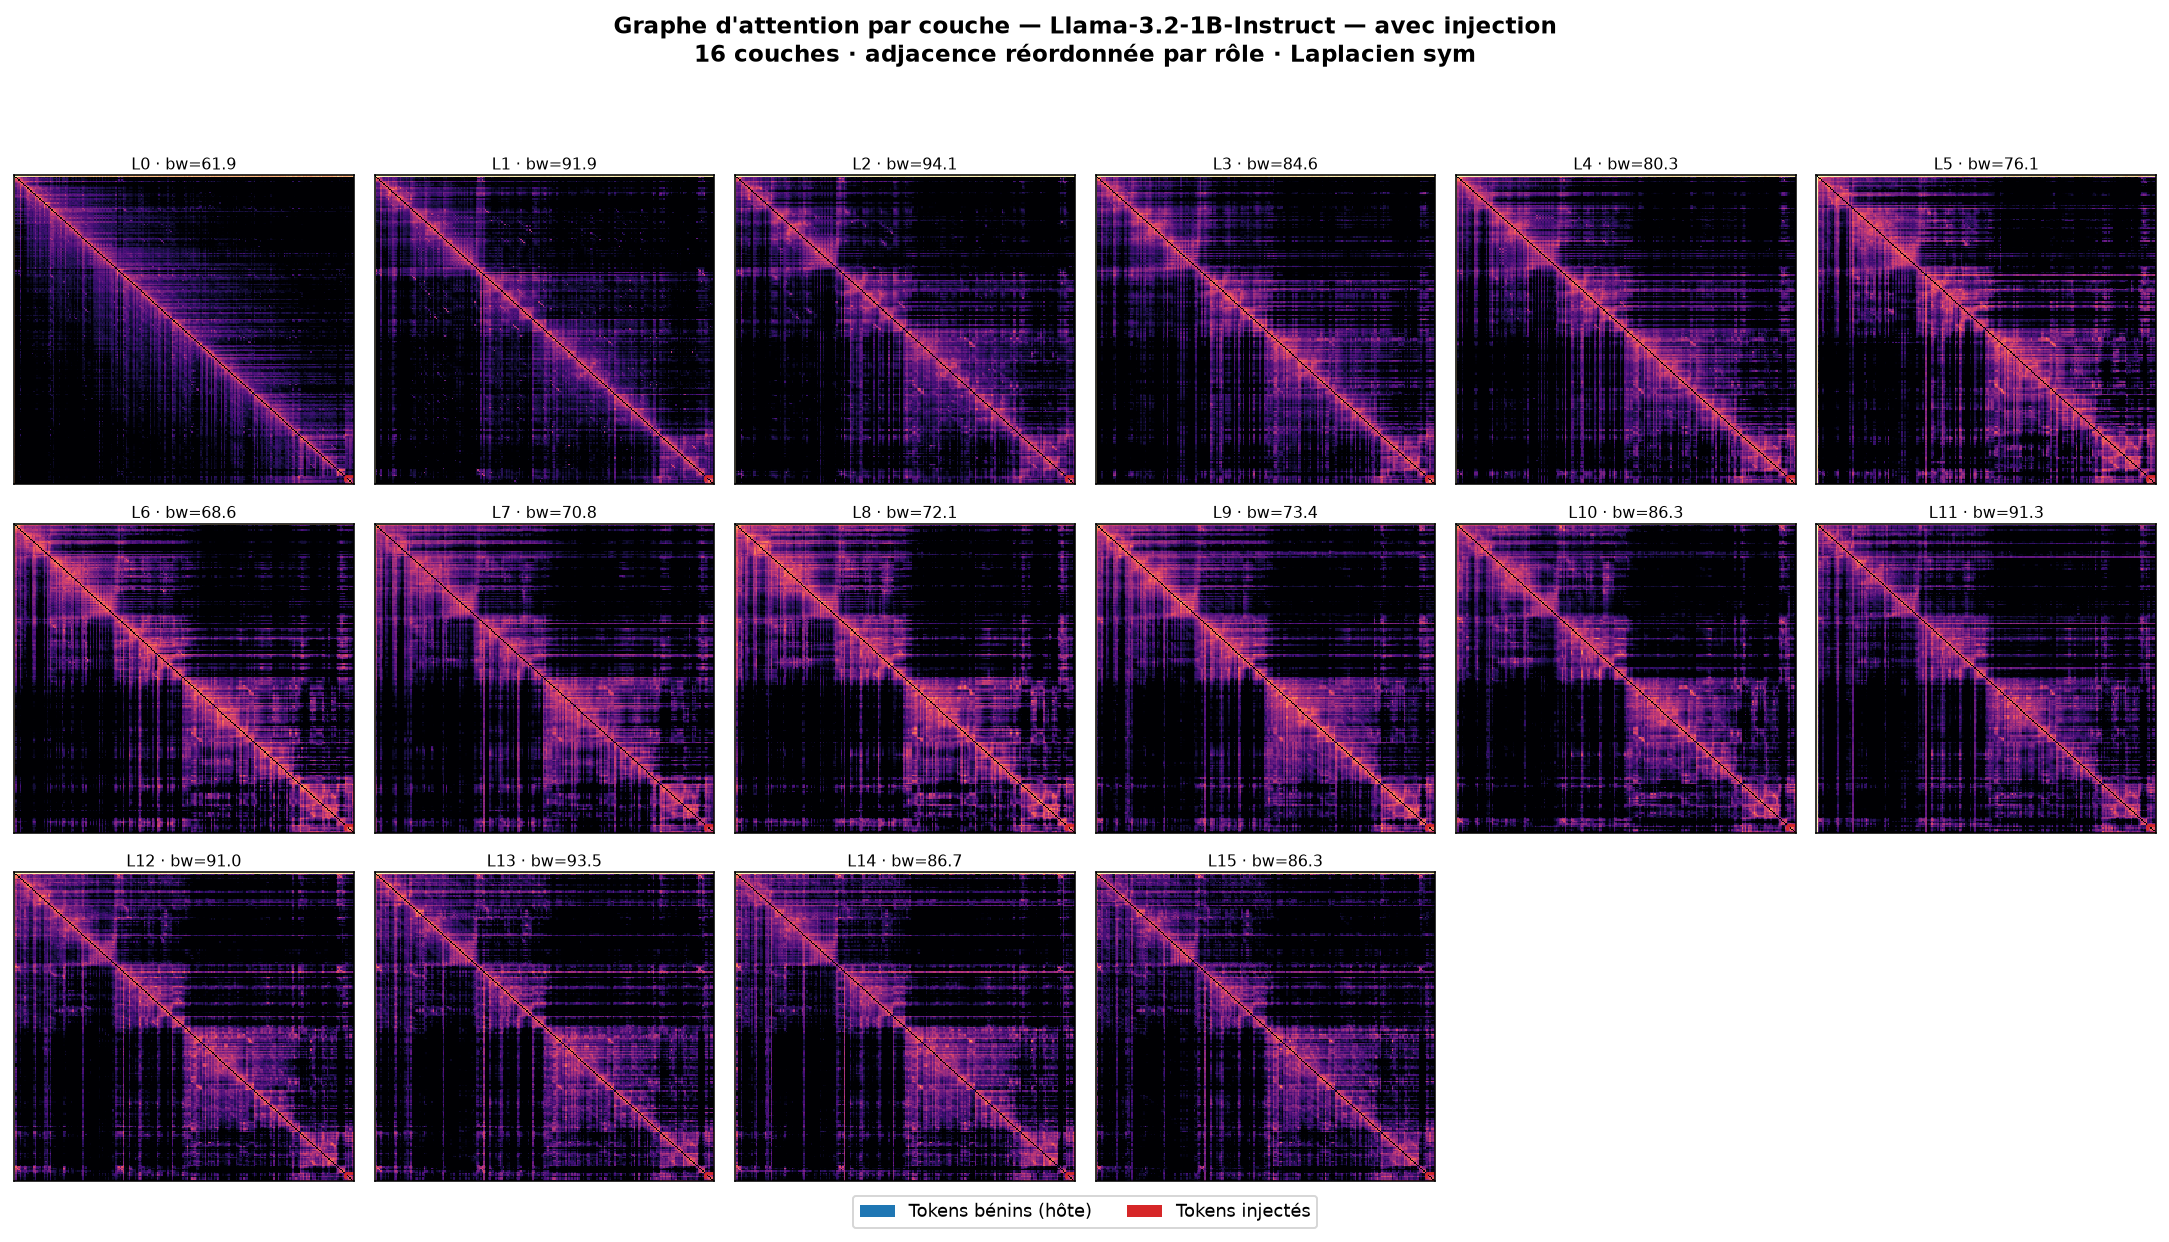 Graphe d'attention par couche — Llama-3.2-1B-Instruct — avec injection
16 couches · adjacence réordonnée par rôle · Laplacien sym
L0 · bw=61.9
L1 · bw=91.9
L2 · bw=94.1
L3 · bw=84.6
L4 · bw=80.3
L5 · bw=76.1
L6 · bw=68.6
L7 · bw=70.8
L8 · bw=72.1
L9 · bw=73.4
L10 · bw=86.3
L11 · bw=91.3
L12 · bw=91.0
L13 · bw=93.5
L14 · bw=86.7
L15 · bw=86.3
Tokens bénins (hôte)
Tokens injectés